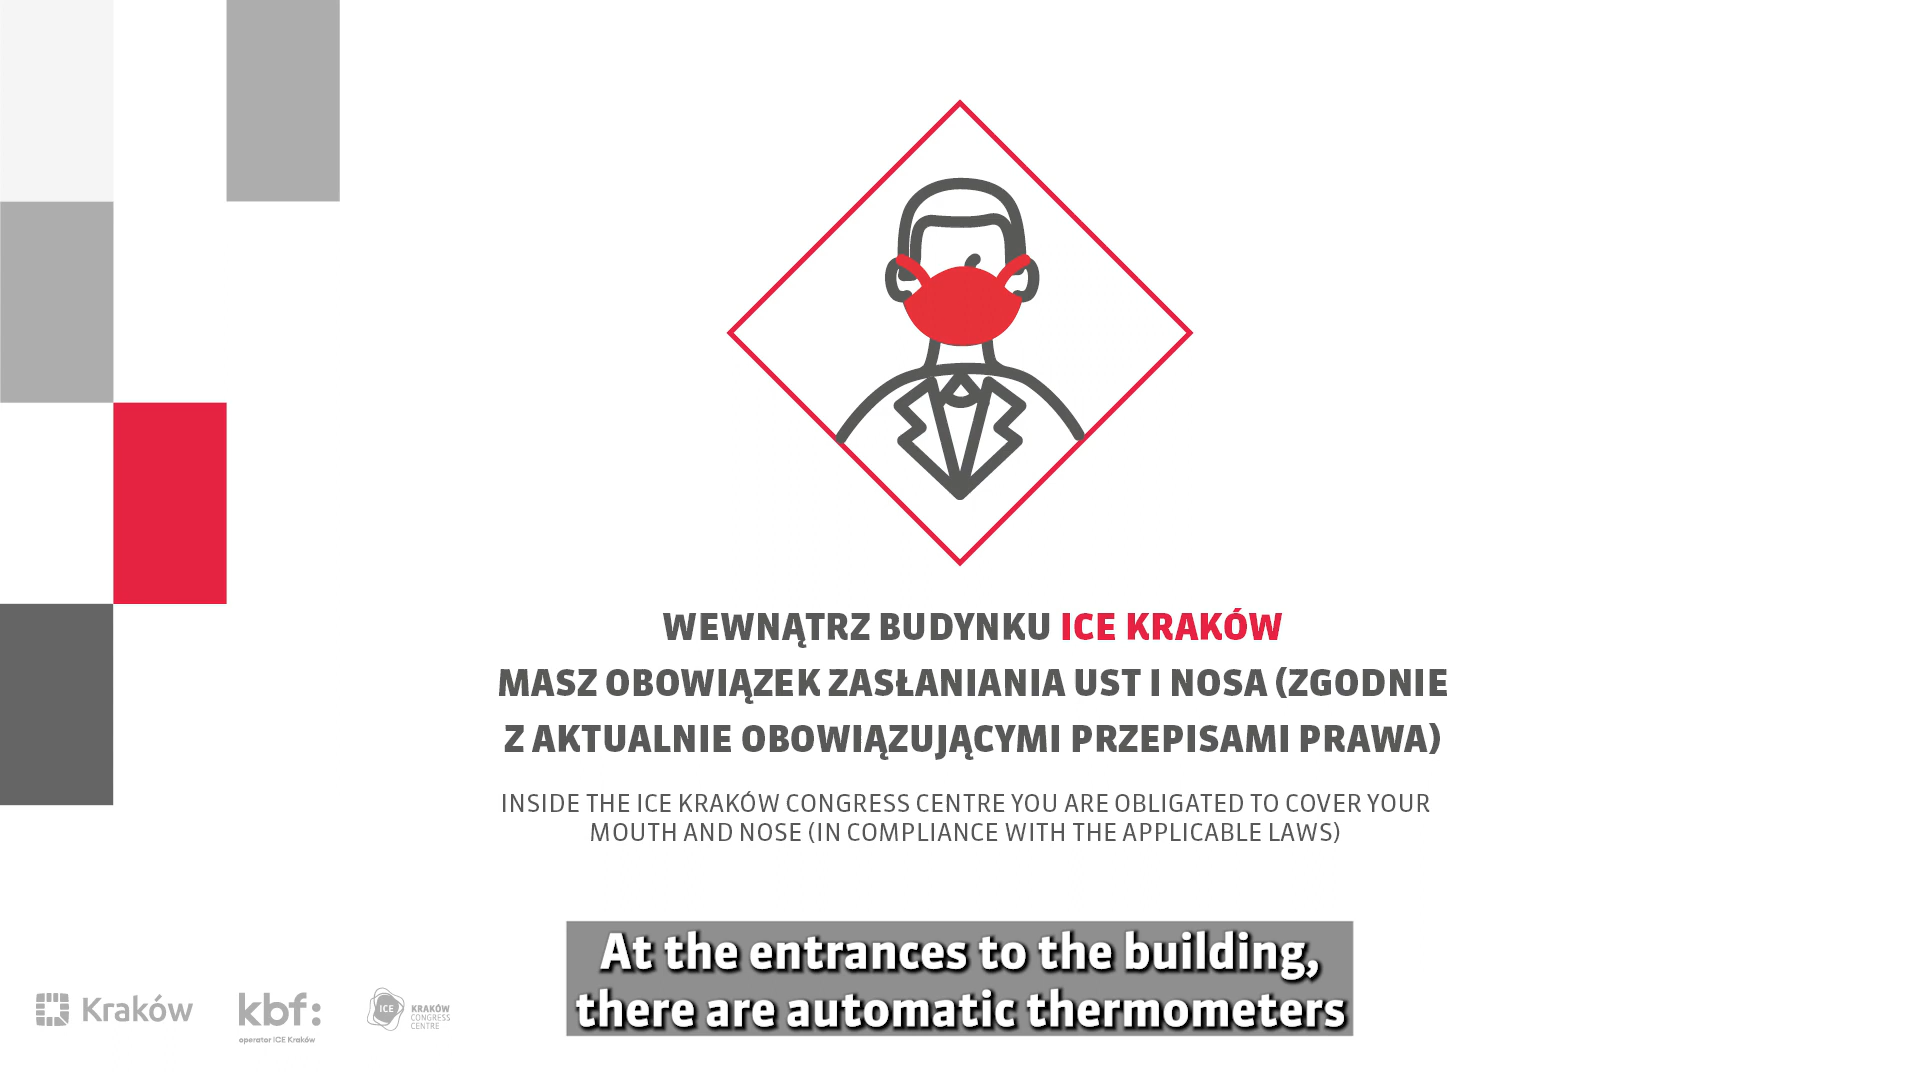 WEWNĄTRZ BUDYNKU ICE KRAKÓW
MASZ OBOWIĄZEK ZASŁANIANIA UST I NOSA (ZGODNIE
Z AKTUALNIE OBOWIĄZUJĄCYMI PRZEPISAMI PRAWA)
INSIDE THE ICE KRAKÓW CONGRESS CENTRE YOU ARE OBLIGATED TO COVER YOUR
MOUTH AND NOSE (IN COMPLIANCE WITH THE APPLICABLE LAWS)
At the entrances to the building,
there are automatic thermometers
Kraków
kbf:
operator ICE Kraków
ICE
KRAKÓW
CONGRESS
CENTRE